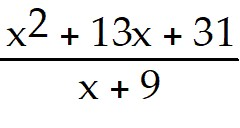 x² + 13x + 31
x + 9